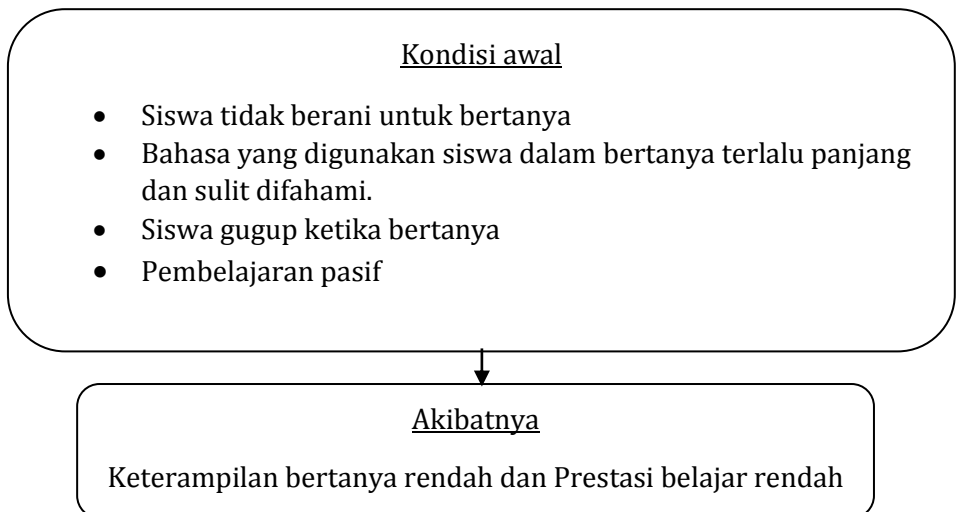 Kondisi awal
• Siswa tidak berani untuk bertanya
• Bahasa yang digunakan siswa dalam bertanya terlalu panjang
dan sulit difahami.
• Siswa gugup ketika bertanya
• Pembelajaran pasif
Akibatnya
Keterampilan bertanya rendah dan Prestasi belajar rendah